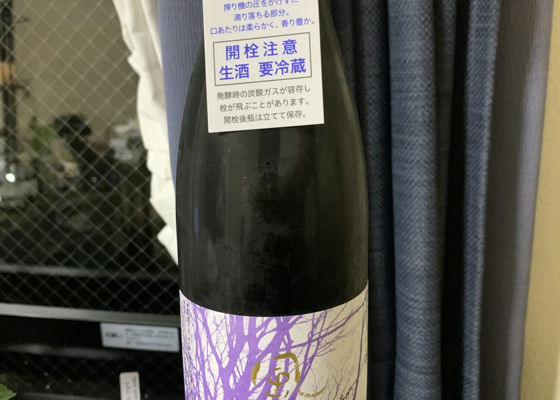 搾り機の圧をかけずに
滴り落ちる部分。
口あたりは柔らかく、香り豊か。
開栓注意
生酒 要冷蔵
発酵時の炭酸ガスが容存し
栓が飛ぶことがあります。
開栓後瓶は立てて保存。